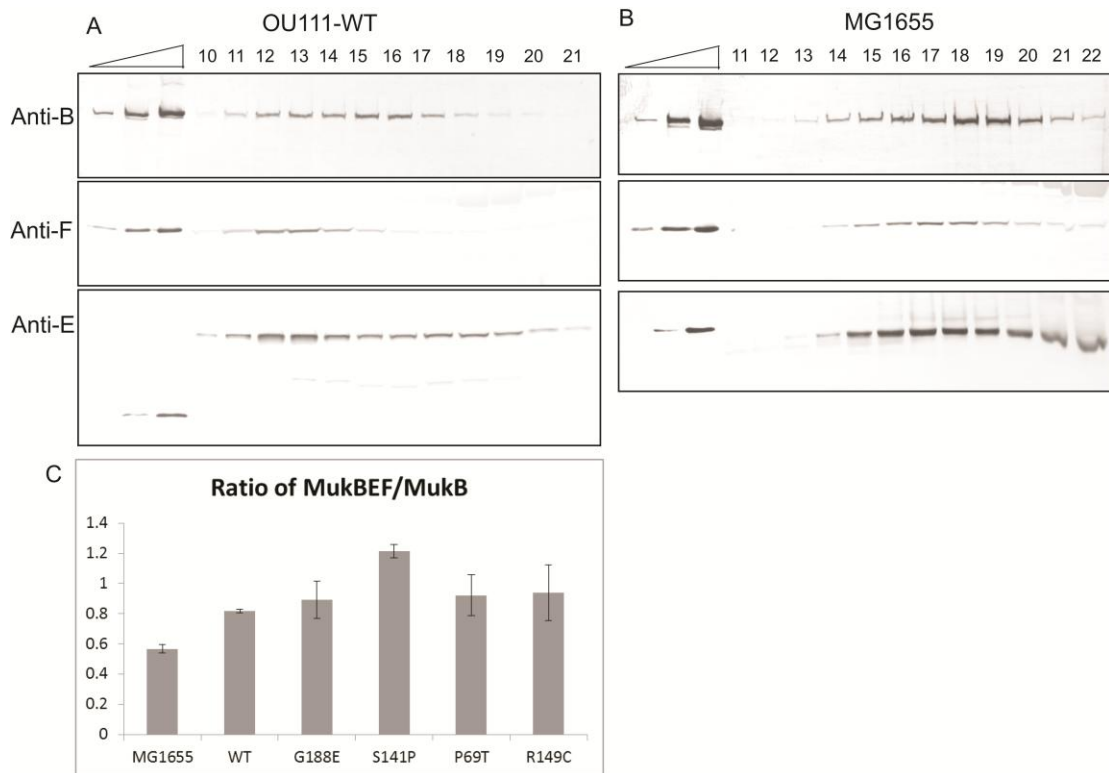 A
OU111-WT
10 11 12 13 14 15 16 17 18 19 20 21
Anti-B
Anti-F
Anti-E
B
MG1655
11 12 13 14 15 16 17 18 19 20 21 22
C
Ratio of MukBEF/MukB
1.4
1.2
1
0.8
0.6
0.4
0.2
0
MG1655 WT G188E S141P P69T R149C